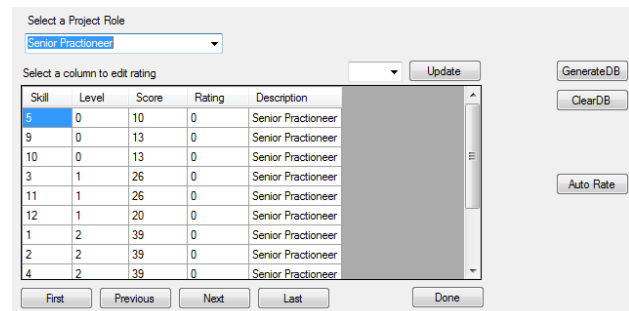 Select a Project Role
Senior Practioneer
Select a column to edit rating
Update
GenerateDB
ClearDB
Auto Rate
Skill Level Score Rating Description
5 0 10 0 Senior Practioneer
9 0 13 0 Senior Practioneer
10 0 13 0 Senior Practioneer
3 1 26 0 Senior Practioneer
11 1 26 0 Senior Practioneer
12 1 20 0 Senior Practioneer
1 2 39 0 Senior Practioneer
2 2 39 0 Senior Practioneer
4 2 39 0 Senior Practioneer
First Previous Next Last Done